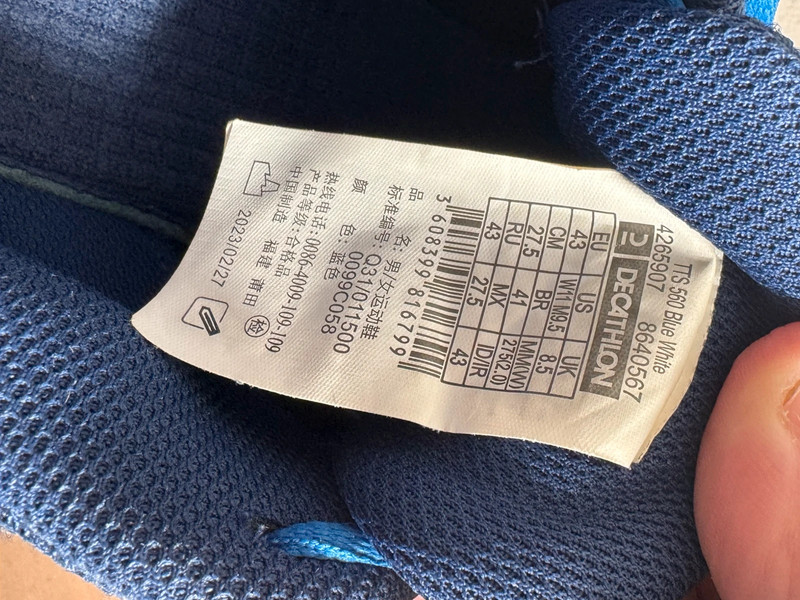 TTS 560 Blue White
4265907 8640567
2 DECATHLON
EU US UK
43 W11 M9.5 8.5
CM BR MM(W)
27.5 41 275(2.0)
RU MX ID/IR
43 27.5 43
3 608399 816799
品 名: 男/女运动鞋
标准编号: Q31/011500
0099C058
颜 色: 蓝色
热线电话: 0086-4009-109-109
产品等级: 合格品 检
中国制造 福建 莆田
2023/02/27